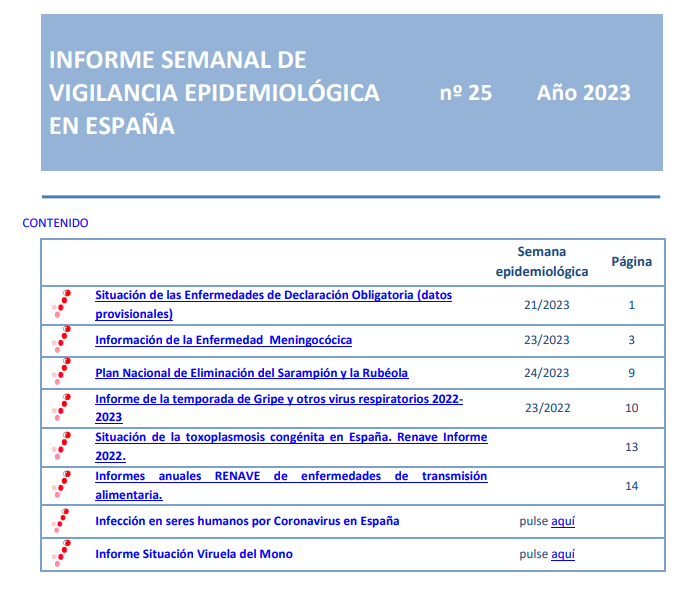 INFORME SEMANAL DE
VIGILANCIA EPIDEMIOLÓGICA
EN ESPAÑA
nº 25
Año 2023
CONTENIDO
Semana
epidemiológica
Página
Situación de las Enfermedades de Declaración Obligatoria (datos
provisionales)
21/2023
1
Información de la Enfermedad Meningocócica
23/2023
3
Plan Nacional de Eliminación del Sarampión y la Rubéola
24/2023
9
Informe de la temporada de Gripe y otros virus respiratorios 2022-
2023
23/2022
10
Situación de la toxoplasmosis congénita en España. Renave Informe
2022.
13
Informes anuales RENAVE de enfermedades de transmisión
alimentaria.
14
Infección en seres humanos por Coronavirus en España
pulse aquí
Informe Situación Viruela del Mono
pulse aquí